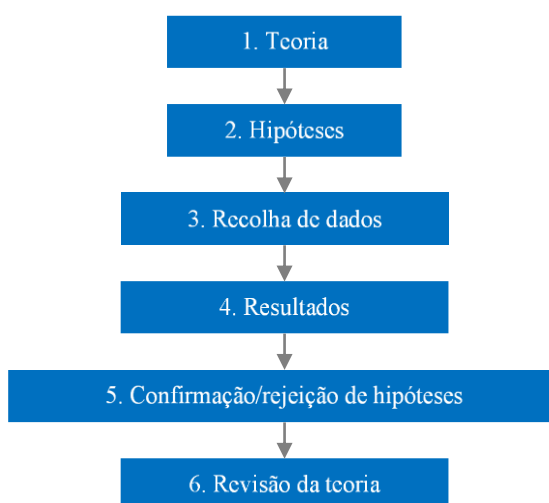 1. Teoria
2. Hipóteses
3. Recolha de dados
4. Resultados
5. Confirmação/rejeição de hipóteses
6. Revisão da teoria